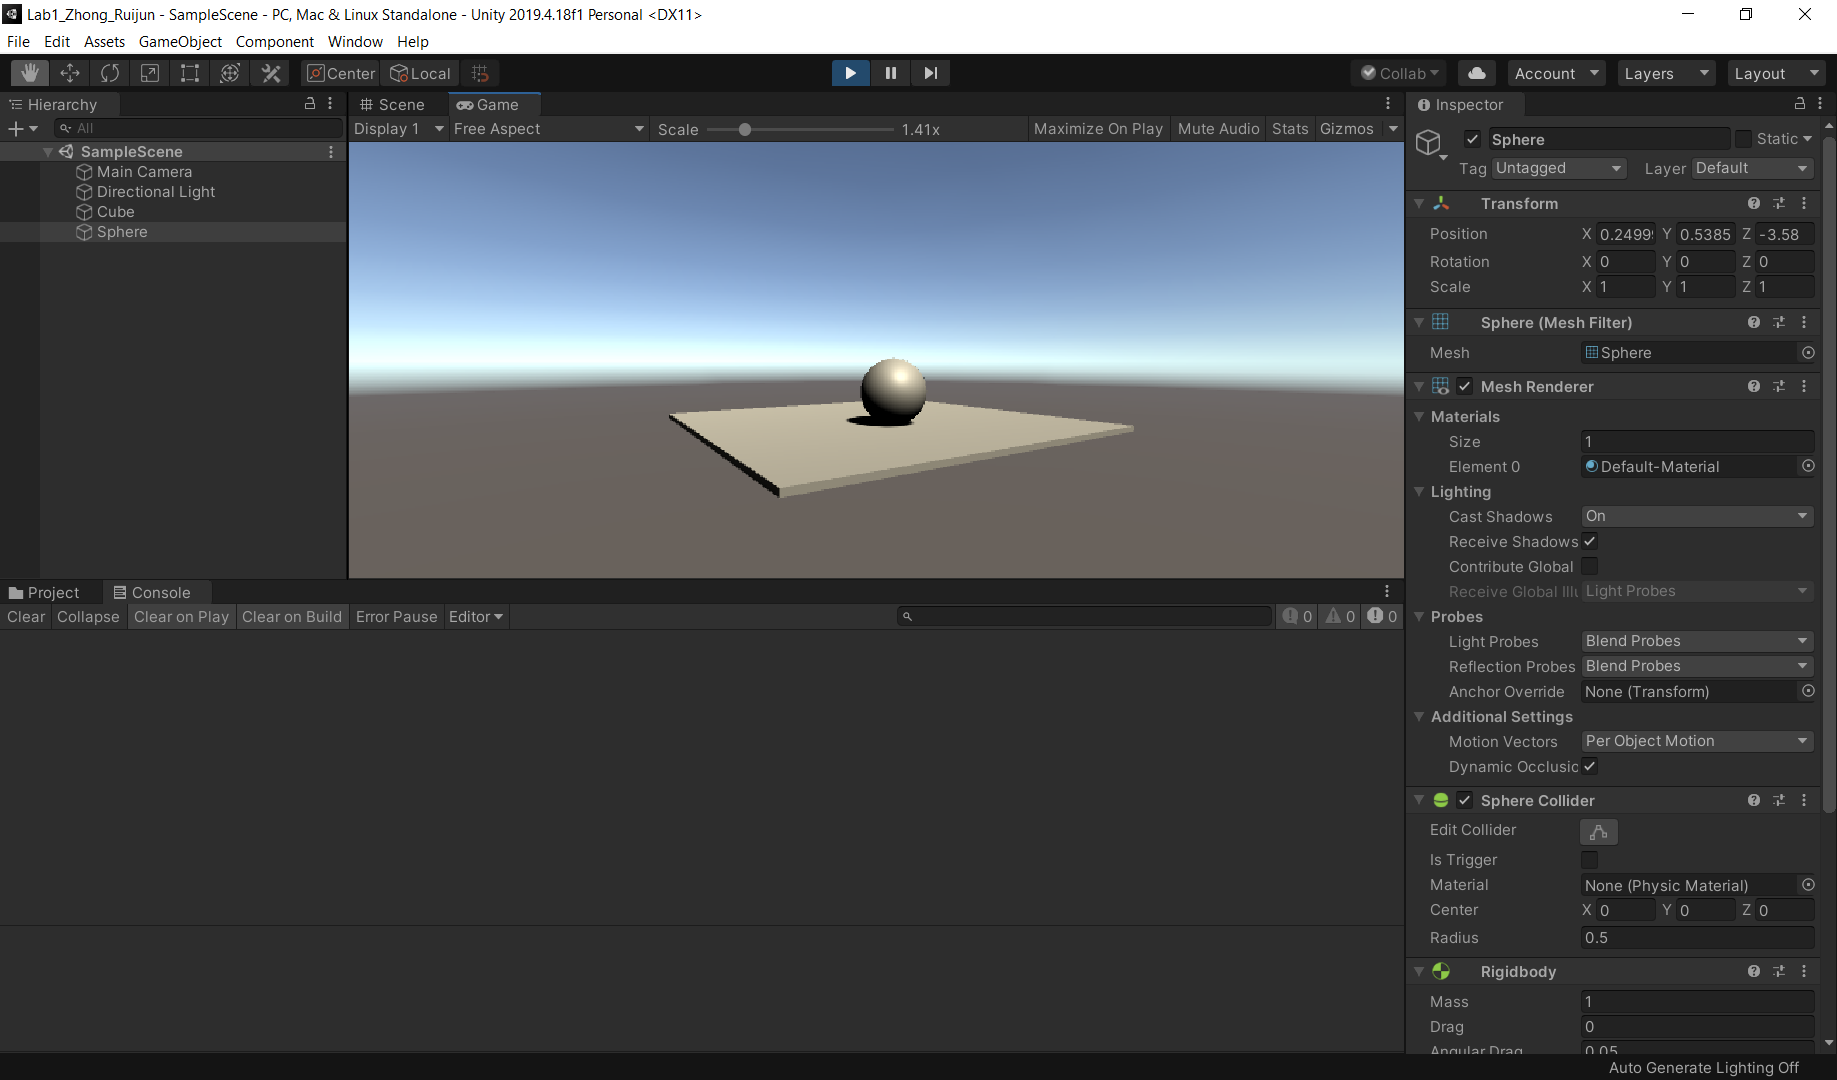 Lab1_Zhong_Ruijun - SampleScene - PC, Mac & Linux Standalone - Unity 2019.4.18f1 Personal <DX11>
File Edit Assets GameObject Component Window Help
Center Local Collab Account Layers Layout
Hierarchy
All
SampleScene
Main Camera
Directional Light
Cube
Sphere
Scene Game
Display 1 Free Aspect Scale 1.41x Maximize On Play Mute Audio Stats Gizmos
Project Console
Clear Collapse Clear on Play Clear on Build Error Pause Editor 0 0 0
Inspector
Sphere Static
Tag Untagged Layer Default
Transform
Position X 0.2499 Y 0.5385 Z -3.58
Rotation X 0 Y 0 Z 0
Scale X 1 Y 1 Z 1
Sphere (Mesh Filter)
Mesh Sphere
Mesh Renderer
Materials
Size 1
Element 0 Default-Material
Lighting
Cast Shadows On
Receive Shadows
Contribute Global
Receive Global Illu Light Probes
Probes
Light Probes Blend Probes
Reflection Probes Blend Probes
Anchor Override None (Transform)
Additional Settings
Motion Vectors Per Object Motion
Dynamic Occlusio
Sphere Collider
Edit Collider
Is Trigger
Material None (Physic Material)
Center X 0 Y 0 Z 0
Radius 0.5
Rigidbody
Mass 1
Drag 0
Angular Drag 0.05
Auto Generate Lighting Off